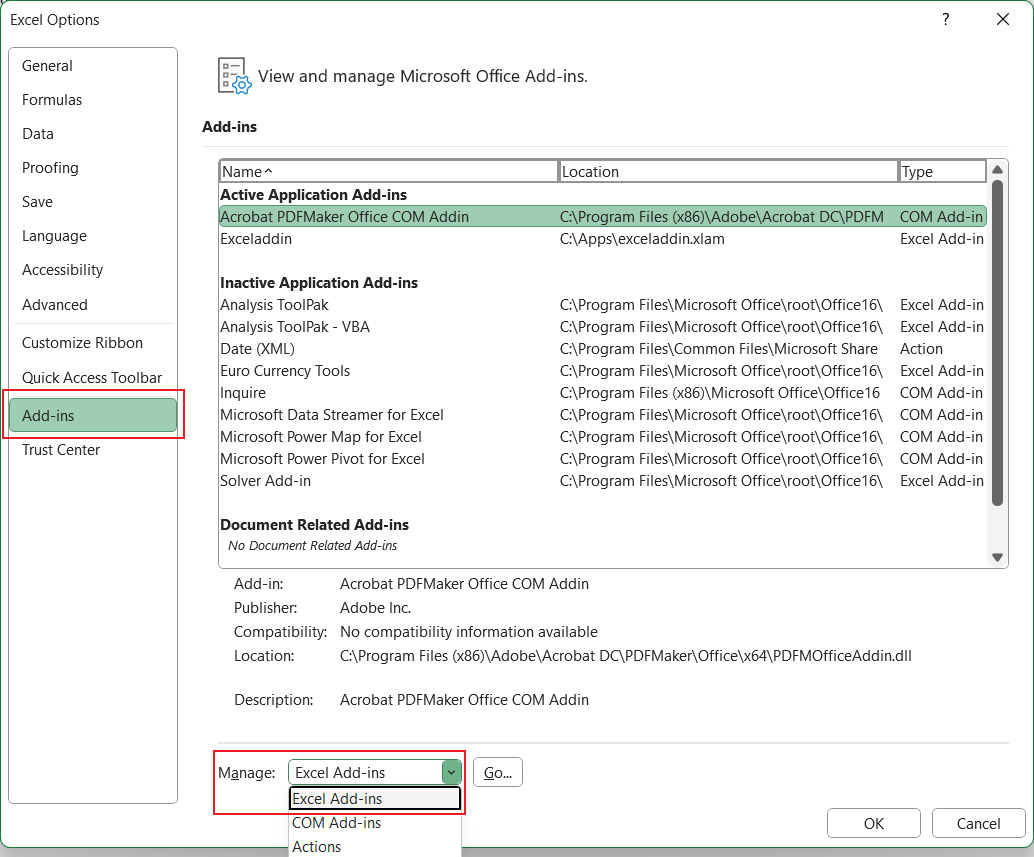 Excel Options ?
General
Formulas
Data
Proofing
Save
Language
Accessibility
Advanced
Customize Ribbon
Quick Access Toolbar
Add-ins
Trust Center
View and manage Microsoft Office Add-ins.
Add-ins
Name Location Type
Active Application Add-ins
Acrobat PDFMaker Office COM Addin C:\Program Files (x86)\Adobe\Acrobat DC\PDFM COM Add-in
Exceladdin C:\Apps\exceladdin.xlam Excel Add-in
Inactive Application Add-ins
Analysis ToolPak C:\Program Files\Microsoft Office\root\Office16\ Excel Add-in
Analysis ToolPak - VBA C:\Program Files\Microsoft Office\root\Office16\ Excel Add-in
Date (XML) C:\Program Files\Common Files\Microsoft Share Action
Euro Currency Tools C:\Program Files\Microsoft Office\root\Office16\ Excel Add-in
Inquire C:\Program Files (x86)\Microsoft Office\Office16 COM Add-in
Microsoft Data Streamer for Excel C:\Program Files\Microsoft Office\root\Office16\ COM Add-in
Microsoft Power Map for Excel C:\Program Files\Microsoft Office\root\Office16\ COM Add-in
Microsoft Power Pivot for Excel C:\Program Files\Microsoft Office\root\Office16\ COM Add-in
Solver Add-in C:\Program Files\Microsoft Office\root\Office16\ Excel Add-in
Document Related Add-ins
No Document Related Add-ins
Add-in: Acrobat PDFMaker Office COM Addin
Publisher: Adobe Inc.
Compatibility: No compatibility information available
Location: C:\Program Files (x86)\Adobe\Acrobat DC\PDFMaker\Office\x64\PDFMOfficeAddin.dll
Description: Acrobat PDFMaker Office COM Addin
Manage: Excel Add-ins Go...
Excel Add-ins
COM Add-ins
Actions
OK Cancel